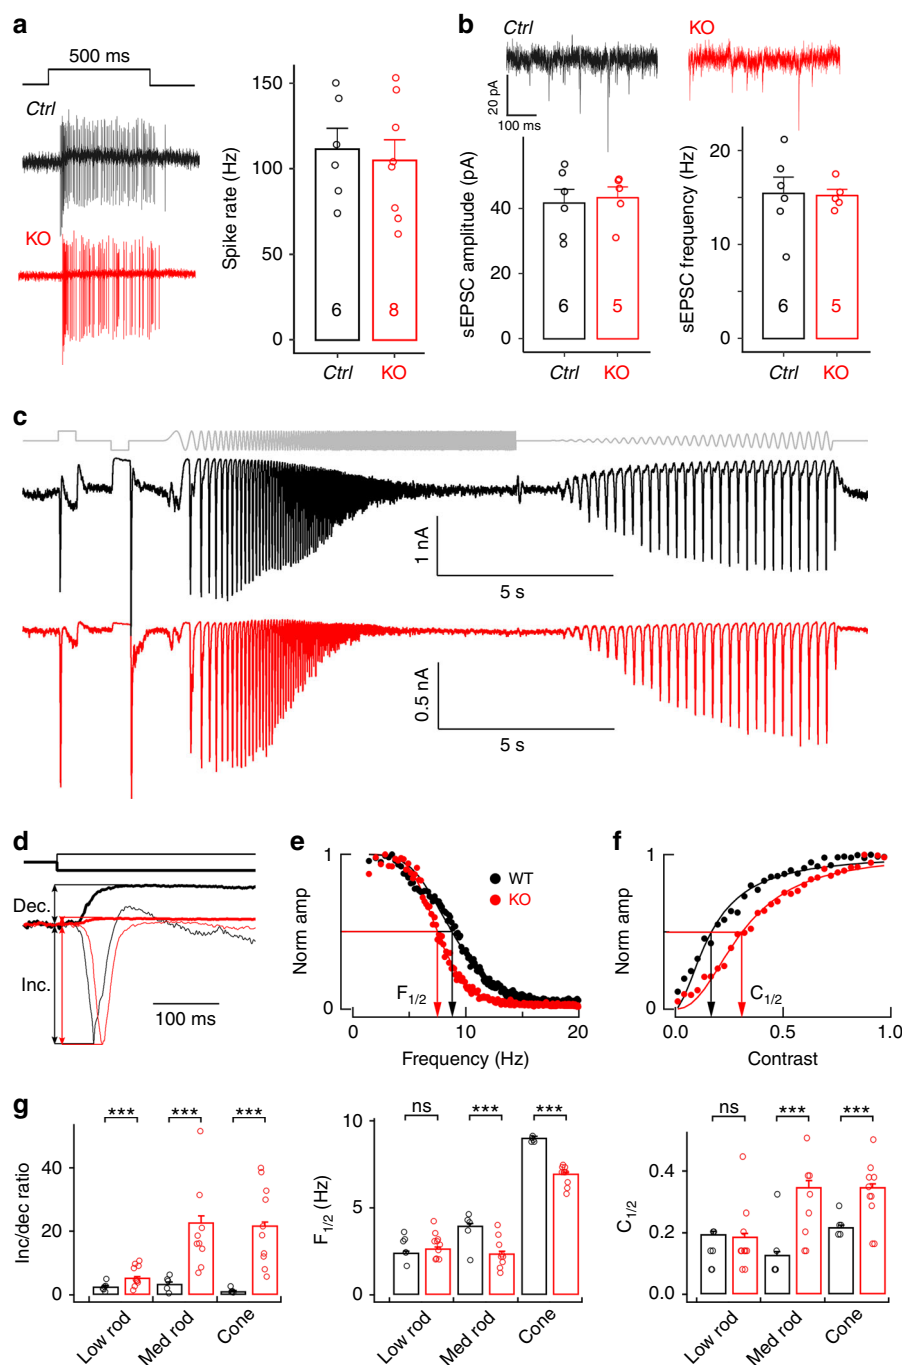 a
500 ms
Ctrl
KO
Spike rate (Hz)
150
100
50
0
6
8
Ctrl
KO
b
Ctrl
KO
20 pA
100 ms
sEPSC amplitude (pA)
40
20
0
6
5
Ctrl
KO
sEPSC frequency (Hz)
20
10
0
6
5
Ctrl
KO
c
1 nA
5 s
0.5 nA
5 s
d
Dec.
Inc.
100 ms
e
Norm amp
1
0
WT
KO
F1/2
0
5
10
15
20
Frequency (Hz)
f
Norm amp
1
0
C1/2
0
0.5
1.0
Contrast
g
Inc/dec ratio
40
20
0
***
***
***
Low rod
Med rod
Cone
F1/2 (Hz)
10
5
0
ns
***
***
Low rod
Med rod
Cone
C1/2
0.4
0.2
0.0
ns
***
***
Low rod
Med rod
Cone